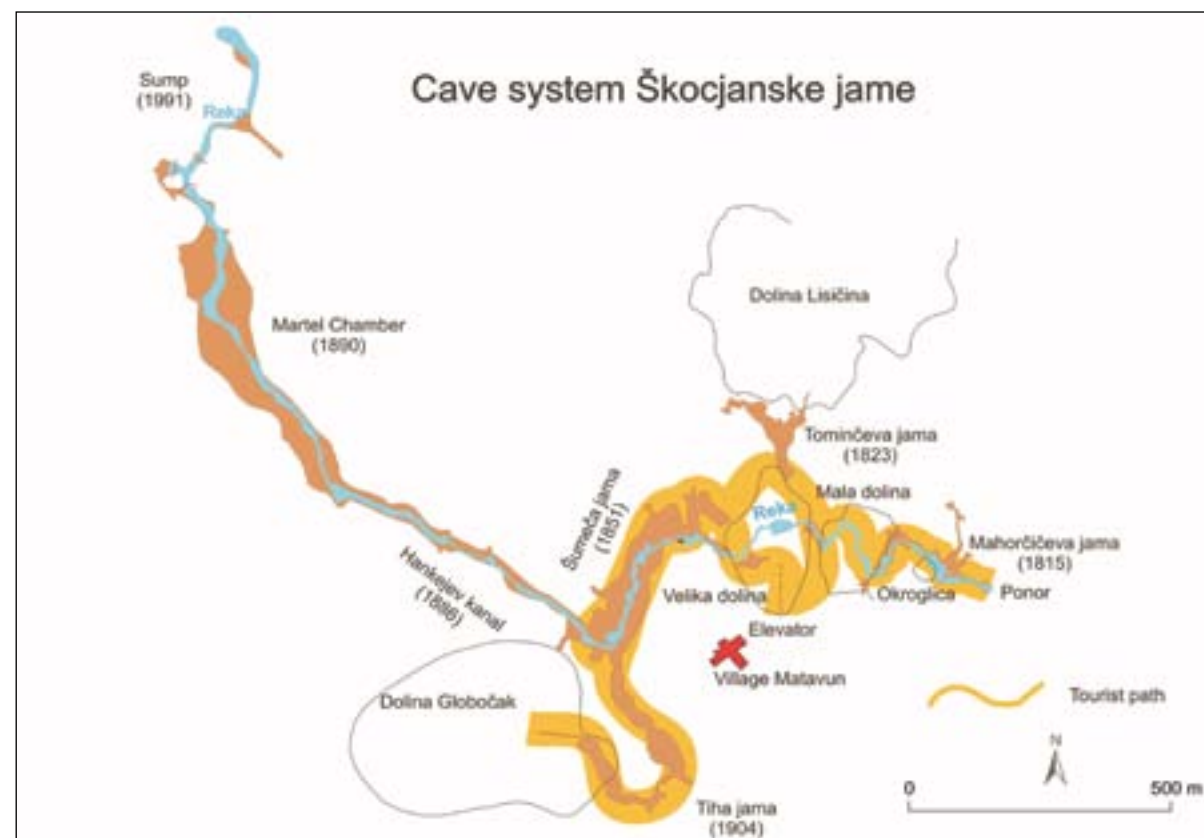 Cave system Škocjanske jame
Sump
(1991)
Reka
Dolina Lisičina
Martel Chamber
(1890)
Tominčeva jama
(1823)
Mala dolina
Šumeča jama
(1851)
Reka
Mahorčičeva jama
(1815)
Hankejev kanal
(1886)
Velika dolina
Okroglica
Ponor
Elevator
Village Matavun
Dolina Globočak
Tourist path
N
0
500 m
Tiha jama
(1904)